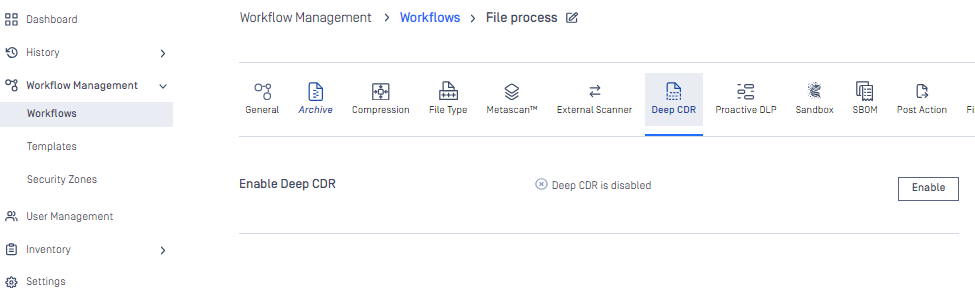 Dashboard
History
Workflow Management
Workflows
Templates
Security Zones
User Management
Inventory
Settings
Workflow Management > Workflows > File process
General Archive Compression File Type Metascan™ External Scanner Deep CDR Proactive DLP Sandbox SBOM Post Action Fi
Enable Deep CDR Deep CDR is disabled Enable